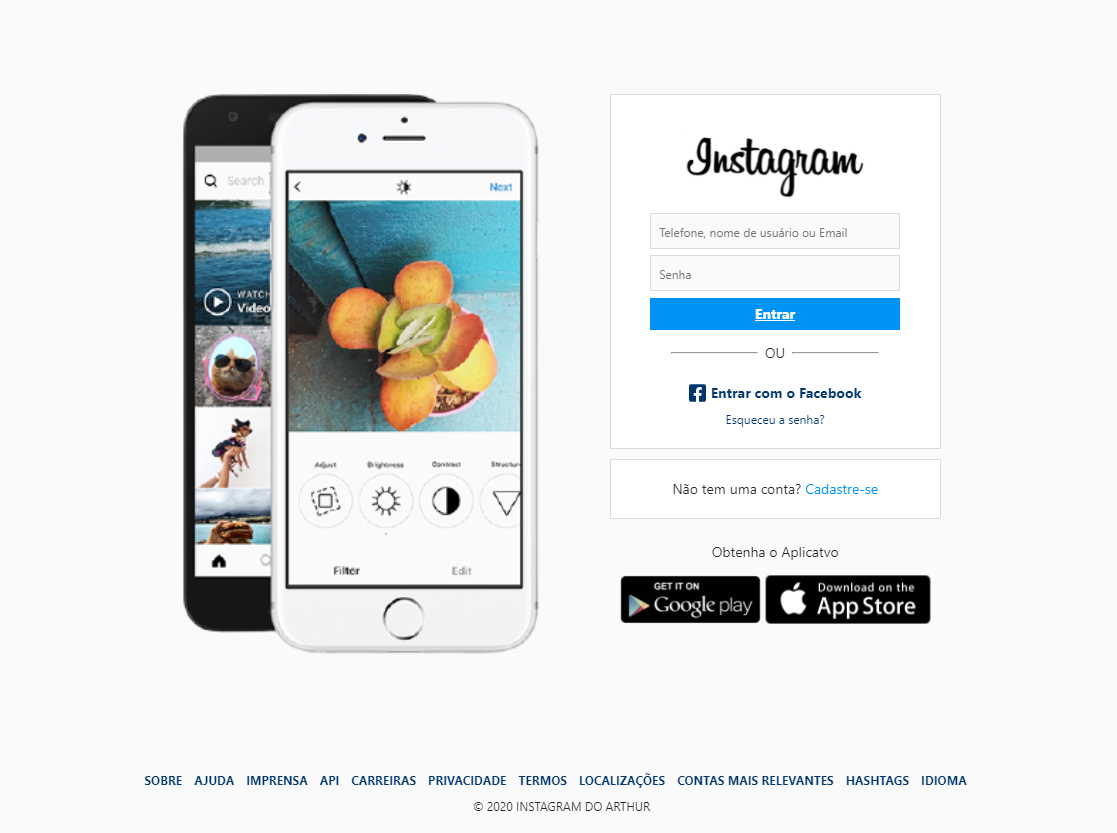 Search
WATCH
Video
Next
Adjust Brightness Contrast Structure
Filter Edit
Instagram
Telefone, nome de usuário ou Email
Senha
Entrar
OU
Entrar com o Facebook
Esqueceu a senha?
Não tem uma conta? Cadastre-se
Obtenha o Aplicatvo
GET IT ON
Google play
Download on the
App Store
SOBRE AJUDA IMPRENSA API CARREIRAS PRIVACIDADE TERMOS LOCALIZAÇÕES CONTAS MAIS RELEVANTES HASHTAGS IDIOMA
© 2020 INSTAGRAM DO ARTHUR